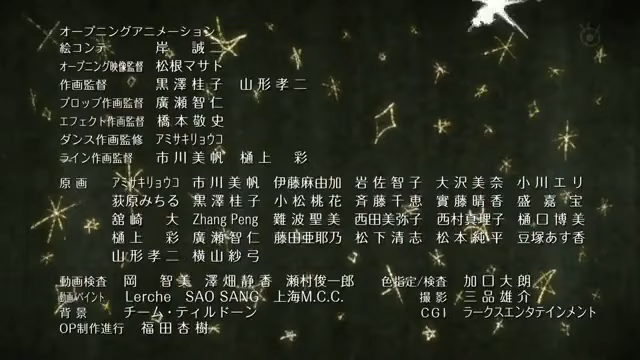 オープニングアニメーション
絵コンテ 岸 誠二
オープニング映像監督 松根マサト
作画監督 黒澤桂子 山形孝二
プロップ作画監督 廣瀬智仁
エフェクト作画監督 橋本敬史
ダンス作画監修 アミサキリョウコ
ライン作画監督 市川美帆 樋上 彩
原画 アミサキリョウコ 市川美帆 伊藤麻由加 岩佐智子 大沢美奈 小川エリ
荻原みちる 黒澤桂子 小松桃花 斉藤千恵 實藤晴香 盛 嘉宝
舘崎 大 Zhang Peng 難波聖美 西田美弥子 西村真理子 樋口博美
樋上 彩 廣瀬智仁 藤田亜耶乃 松下清志 松本純平 豆塚あす香
山形孝二 横山紗弓
動画検査 岡 智美 澤畑静香 瀬村俊一郎 色指定/検査 加口大朗
動画/ペイント Lerche SAO SANG 上海M.C.C. 撮影 三品雄介
背景 チーム・ティルドーン CGI ラークスエンタテインメント
OP制作進行 福田杏樹